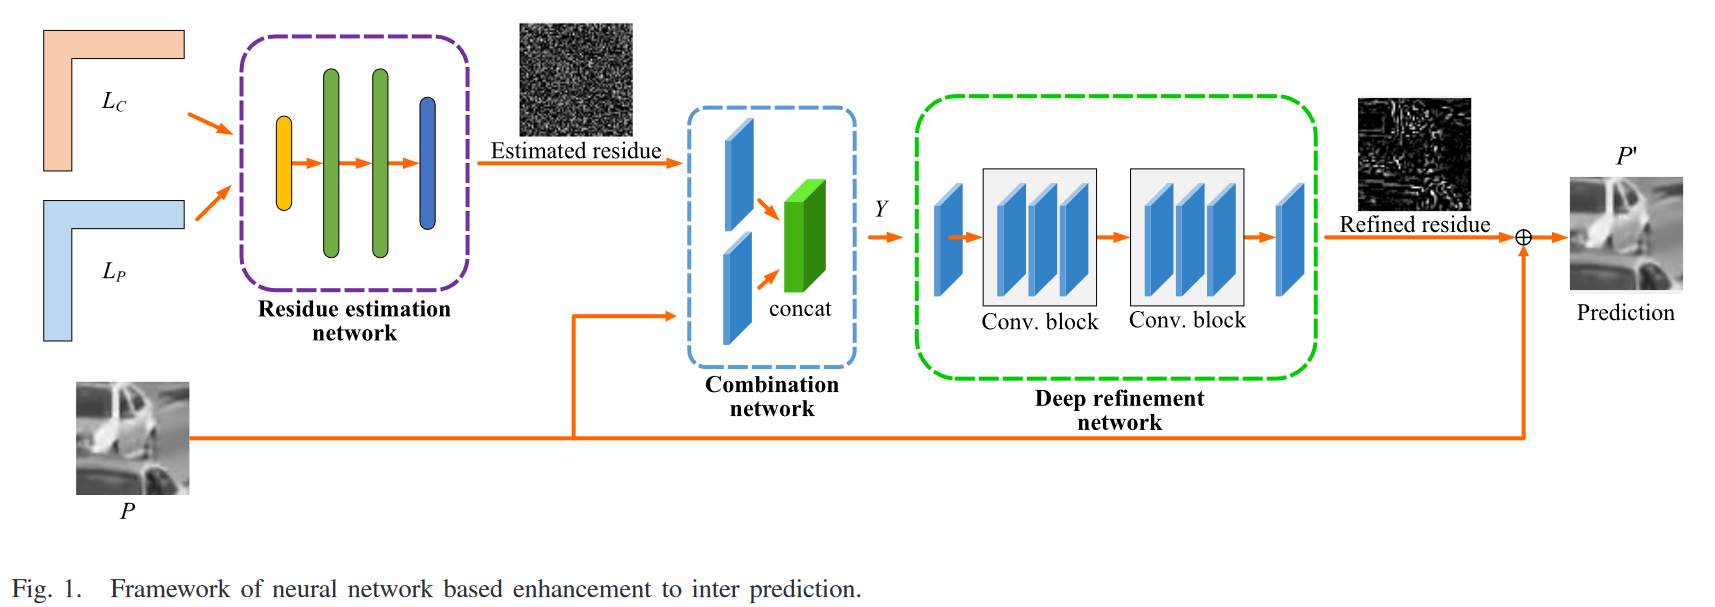 L_C
L_P
Residue estimation
network
P
Estimated residue
concat
Combination
network
Y
Conv. block
Conv. block
Deep refinement
network
Refined residue
P'
Prediction
Fig. 1. Framework of neural network based enhancement to inter prediction.